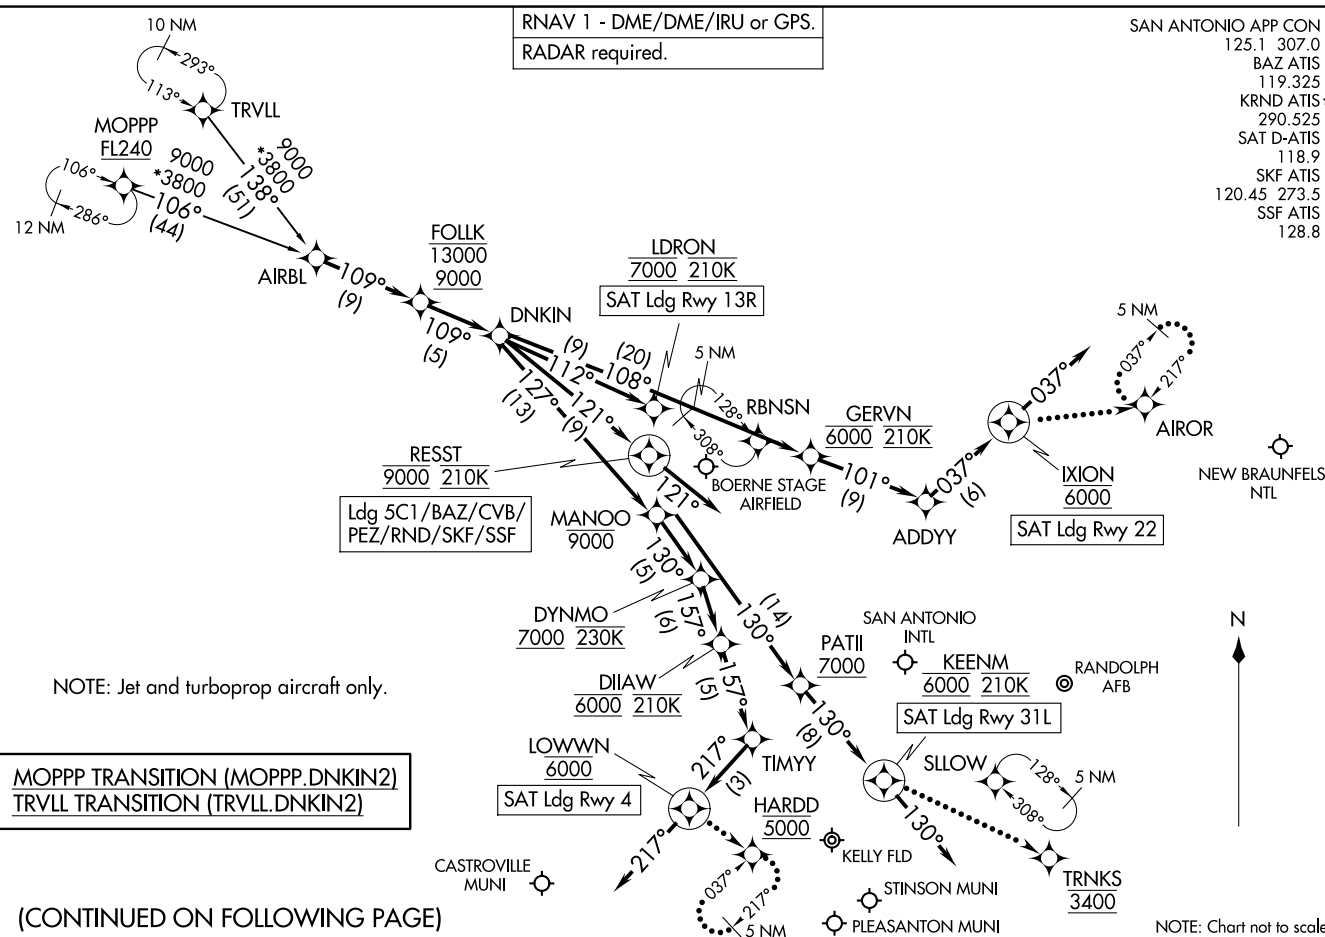 RNAV 1 - DME/DME/IRU or GPS.
RADAR required.
SAN ANTONIO APP CON
125.1 307.0
BAZ ATIS
119.325
KRND ATIS*
290.525
SAT D-ATIS
118.9
SKF ATIS
120.45 273.5
SSF ATIS
128.8
10 NM
293°
113°
TRVLL
MOPPP
FL240
106°
286°
12 NM
9000
*3800
106°
(44)
9000
*3800
138°
(51)
AIRBL
109°
(9)
FOLLK
13000
9000
109°
(5)
DNKIN
LDRON
7000 210K
SAT Ldg Rwy 13R
(9)
112°
(20)
108°
127°
(13)
121°
(9)
5 NM
128°
308°
RBNSN
GERVN
6000 210K
101°
(9)
ADDYY
037°
(6)
037°
IXION
6000
SAT Ldg Rwy 22
5 NM
037°
217°
AIROR
NEW BRAUNFELS
NTL
BOERNE STAGE
AIRFIELD
RESST
9000 210K
Ldg 5C1/BAZ/CVB/
PEZ/RND/SKF/SSF
121°
MANOO
9000
130°
(5)
DYNMO
7000 230K
157°
(6)
DIIAW
6000 210K
157°
(5)
TIMYY
(14)
130°
PATII
7000
130°
(8)
SAN ANTONIO
INTL
KEENM
6000 210K
SAT Ldg Rwy 31L
RANDOLPH
AFB
N
NOTE: Jet and turboprop aircraft only.
MOPPP TRANSITION (MOPPP.DNKIN2)
TRVLL TRANSITION (TRVLL.DNKIN2)
LOWWN
6000
SAT Ldg Rwy 4
217°
(3)
217°
HARDD
5000
037°
217°
5 NM
KELLY FLD
130°
SLLOW
128°
308°
5 NM
TRNKS
3400
CASTROVILLE
MUNI
STINSON MUNI
PLEASANTON MUNI
(CONTINUED ON FOLLOWING PAGE)
NOTE: Chart not to scale